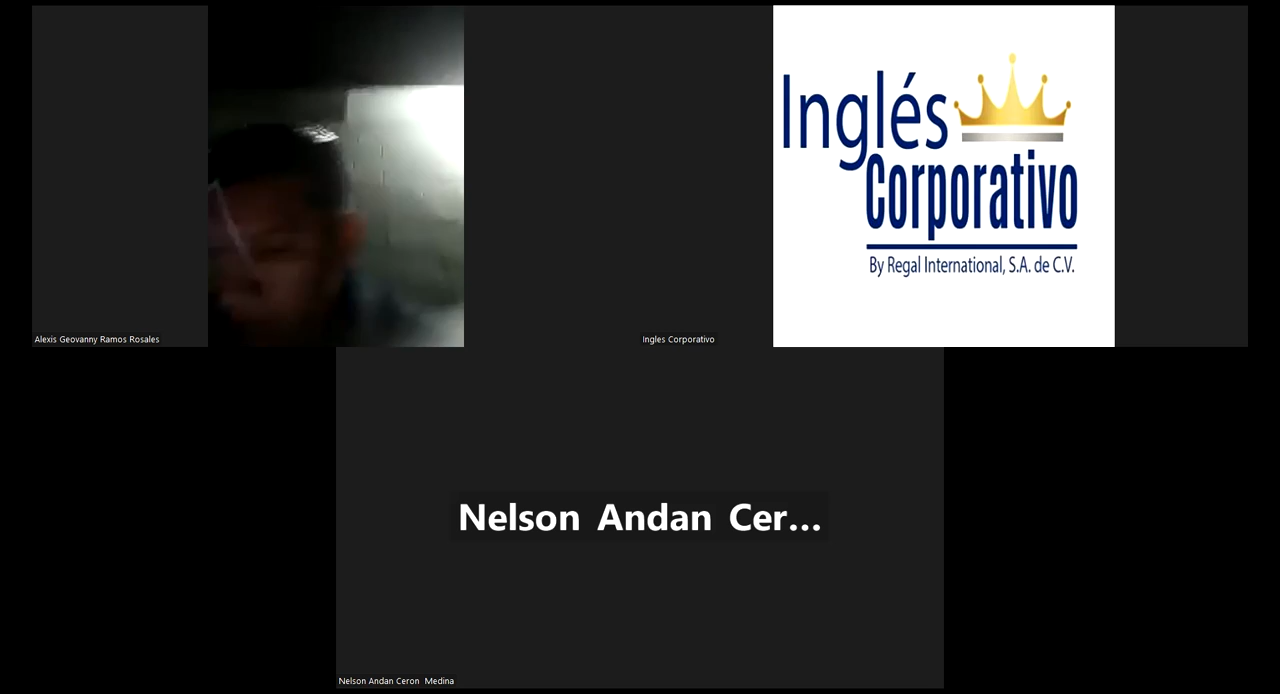 Inglés
Corporativo
By Regal International, S.A. de C.V.
Alexis Geovanny Ramos Rosales
Ingles Corporativo
Nelson Andan Cer...
Nelson Andan Ceron Medina